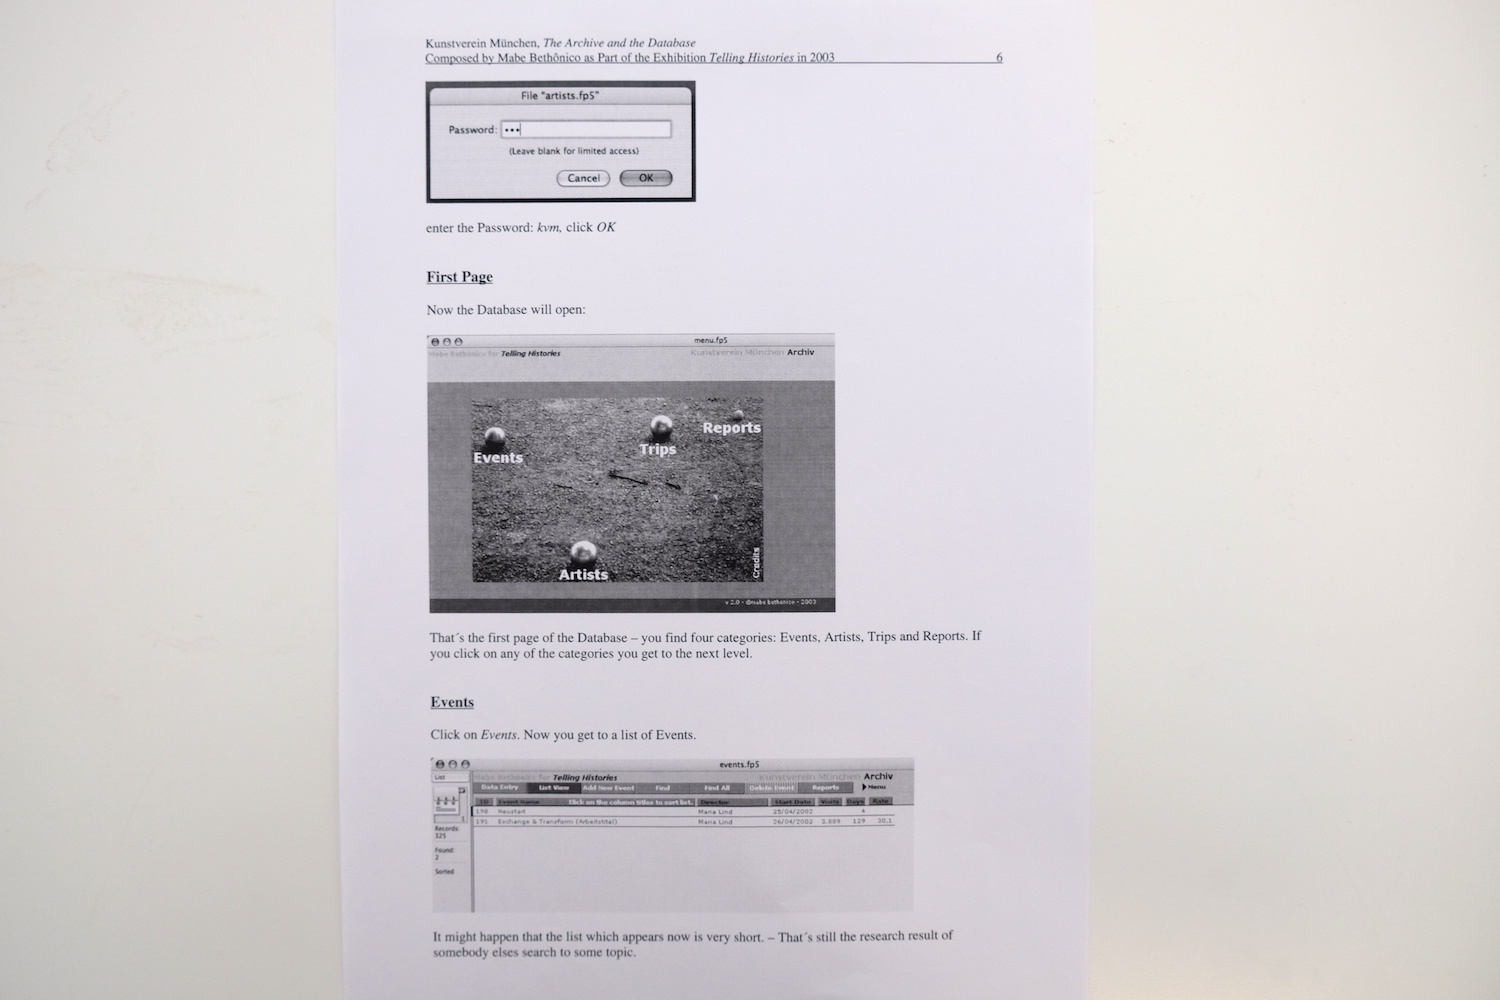 Kunstverein München, The Archive and the Database
Composed by Mabe Bethônico as Part of the Exhibition Telling Histories in 2003 6
File "artists.fp5"
Password: •••
(Leave blank for limited access)
Cancel OK
enter the Password: kvm, click OK
First Page
Now the Database will open:
menu.fp5
Mabe Bethônico for Telling Histories Kunstverein München Archiv
Reports
Trips
Events
Artists
Credits
v 2.0 - ©mabe bethonico - 2003
That´s the first page of the Database – you find four categories: Events, Artists, Trips and Reports. If
you click on any of the categories you get to the next level.
Events
Click on Events. Now you get to a list of Events.
events.fp5
List Mabe Bethônico for Telling Histories Kunstverein München Archiv
Data Entry List View Add New Event Find Find All Delete Event Reports Menu
ID Event Name Click on the column titles to sort list. Director Start Date Visits Days Rate
198 Neustart Maria Lind 25/04/2002 4
191 Exchange & Transform (Arbeitstitel) Maria Lind 26/04/2002 3.889 129 30,1
1
Records:
325
Found:
2
Sorted
It might happen that the list which appears now is very short. – That´s still the research result of
somebody elses search to some topic.